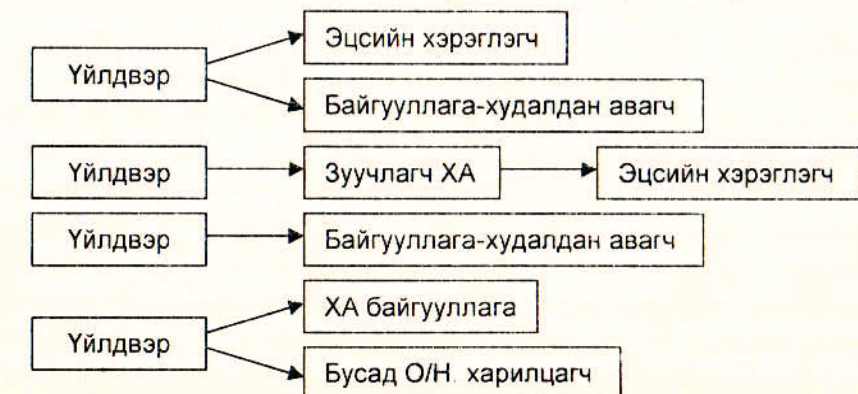 Эцсийн хэрэглэгч
Үйлдвэр
Байгууллага-худалдан авагч
Үйлдвэр
Зуучлагч ХА
Эцсийн хэрэглэгч
Үйлдвэр
Байгууллага-худалдан авагч
ХА байгууллага
Үйлдвэр
Бусад О/Н. харилцагч